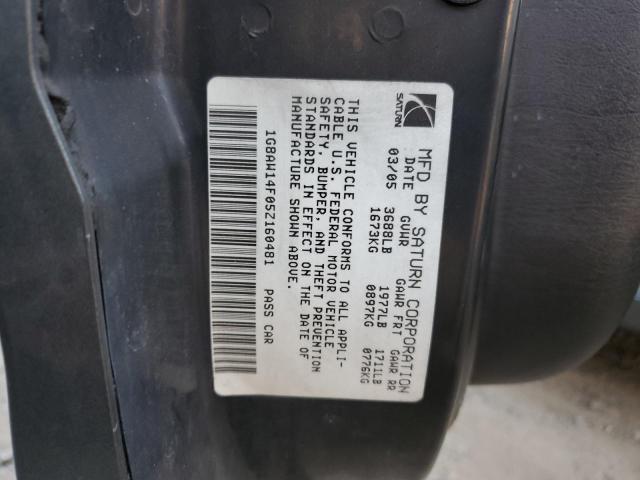 SATURN
MFD BY SATURN CORPORATION
DATE GVWR GAWR FRT GAWR RR
03/05 3688LB 1977LB 1711LB
1673KG 0897KG 0776KG
THIS VEHICLE CONFORMS TO ALL APPLI-
CABLE U.S. FEDERAL MOTOR VEHICLE
SAFETY, BUMPER, AND THEFT PREVENTION
STANDARDS IN EFFECT ON THE DATE OF
MANUFACTURE SHOWN ABOVE.
1G8AW14F05Z160481 PASS CAR